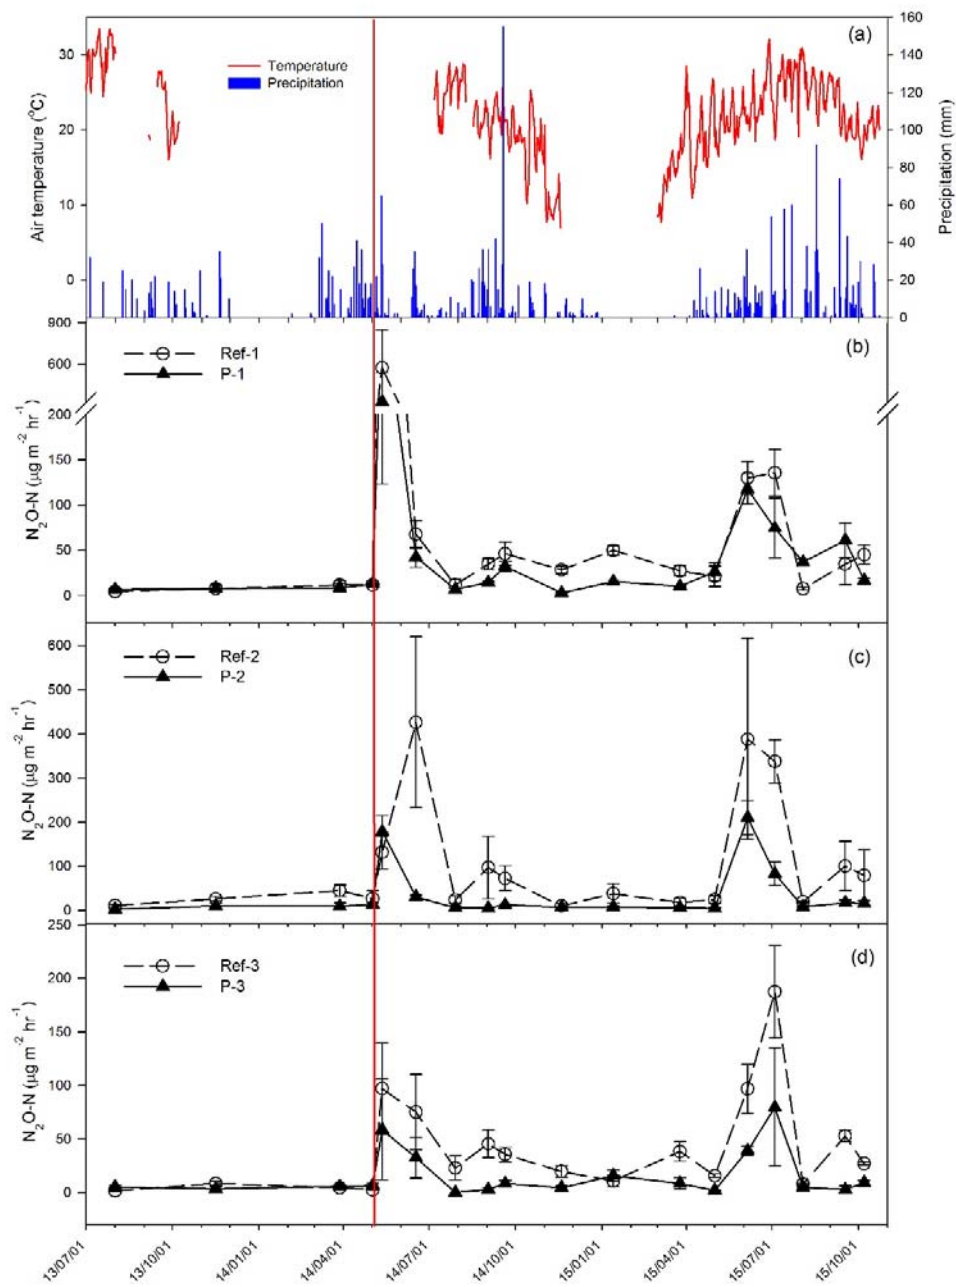 (a)
Temperature
Precipitation
Air temperature (°C)
30
20
10
0
Precipitation (mm)
160
140
120
100
80
60
40
20
0
(b)
Ref-1
P-1
N₂O-N (µg m⁻² hr⁻¹)
900
600
200
150
100
50
0
(c)
Ref-2
P-2
N₂O-N (µg m⁻² hr⁻¹)
600
500
400
300
200
100
0
(d)
Ref-3
P-3
N₂O-N (µg m⁻² hr⁻¹)
250
200
150
100
50
0
13/07/01
13/10/01
14/01/01
14/04/01
14/07/01
14/10/01
15/01/01
15/04/01
15/07/01
15/10/01